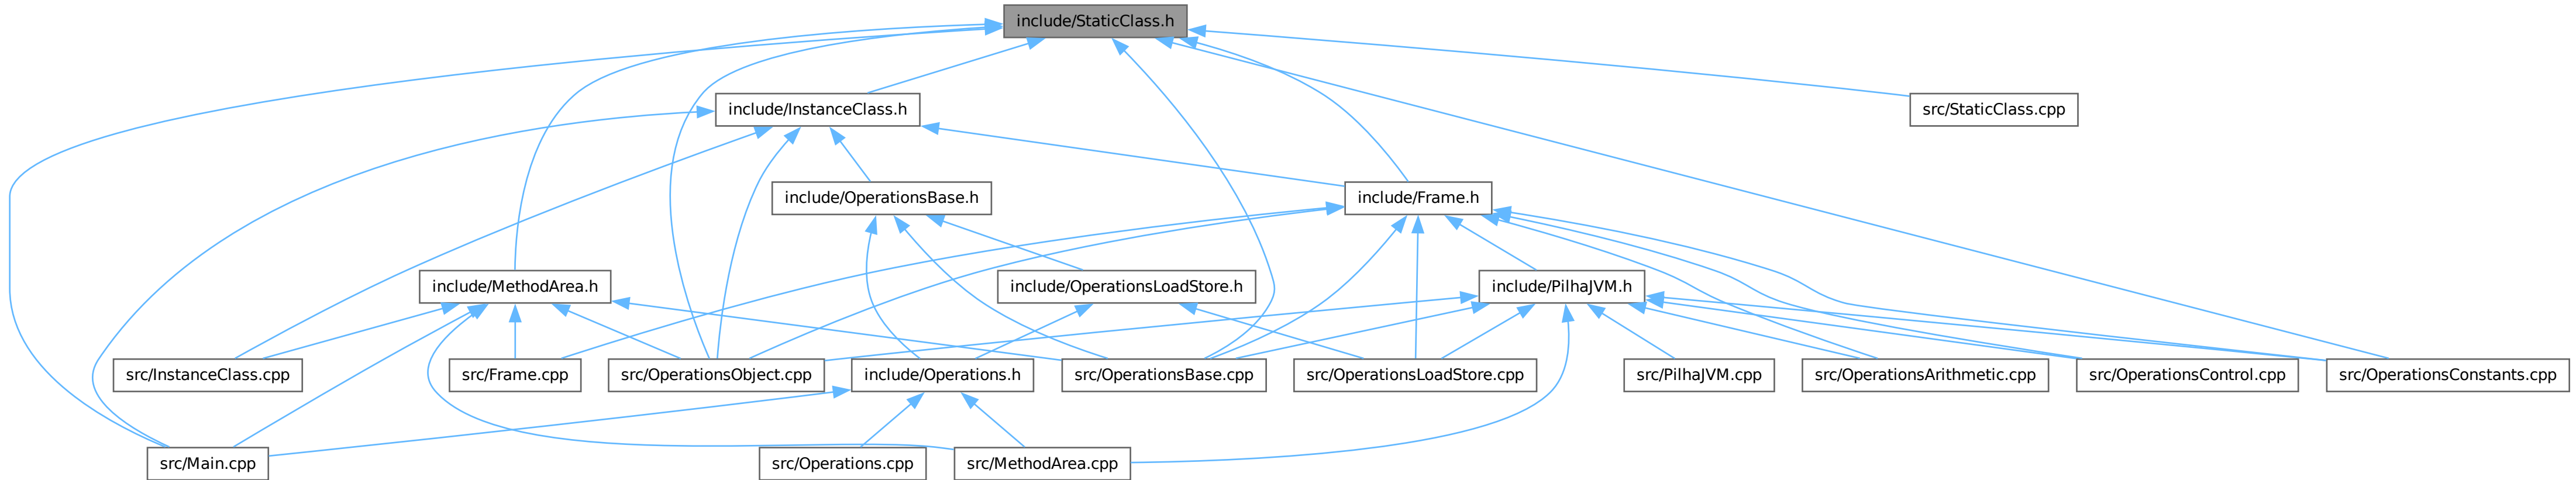 include/StaticClass.h
include/InstanceClass.h
src/StaticClass.cpp
include/OperationsBase.h
include/Frame.h
include/MethodArea.h
include/OperationsLoadStore.h
include/PilhaJVM.h
src/InstanceClass.cpp
src/Frame.cpp
src/OperationsObject.cpp
include/Operations.h
src/OperationsBase.cpp
src/OperationsLoadStore.cpp
src/PilhaJVM.cpp
src/OperationsArithmetic.cpp
src/OperationsControl.cpp
src/OperationsConstants.cpp
src/Main.cpp
src/Operations.cpp
src/MethodArea.cpp